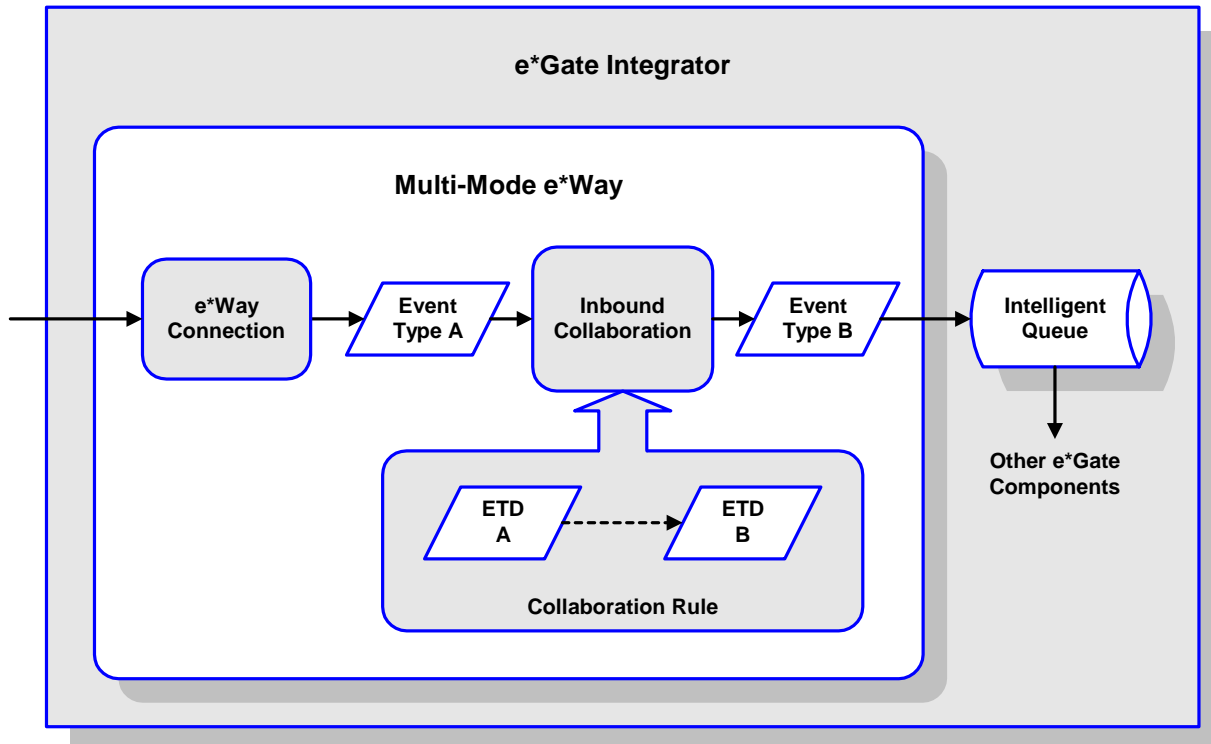 e*Gate Integrator
Multi-Mode e*Way
e*Way
Connection
Event
Type A
Inbound
Collaboration
Event
Type B
Intelligent
Queue
Other e*Gate
Components
ETD
A
ETD
B
Collaboration Rule